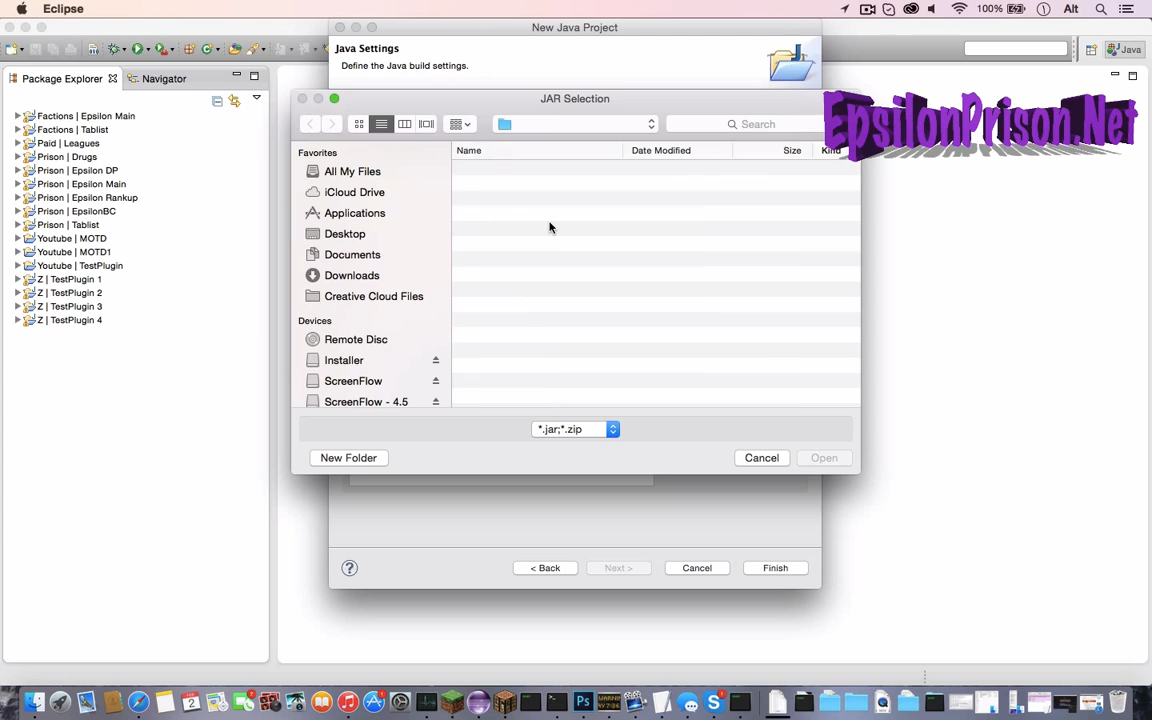 Eclipse
100%
Alt
New Java Project
Java Settings
Define the Java build settings.
Java
Package Explorer
Navigator
JAR Selection
EpsilonPrison.Net
Search
Factions | Epsilon Main
Factions | Tablist
Paid | Leagues
Prison | Drugs
Prison | Epsilon DP
Prison | Epsilon Main
Prison | Epsilon Rankup
Prison | EpsilonBC
Prison | Tablist
Youtube | MOTD
Youtube | MOTD1
Youtube | TestPlugin
Z | TestPlugin 1
Z | TestPlugin 2
Z | TestPlugin 3
Z | TestPlugin 4
Favorites
All My Files
iCloud Drive
Applications
Desktop
Documents
Downloads
Creative Cloud Files
Devices
Remote Disc
Installer
ScreenFlow
ScreenFlow - 4.5
Name
Date Modified
Size
Kind
*.jar;*.zip
New Folder
Cancel
Open
?
< Back
Next >
Cancel
Finish